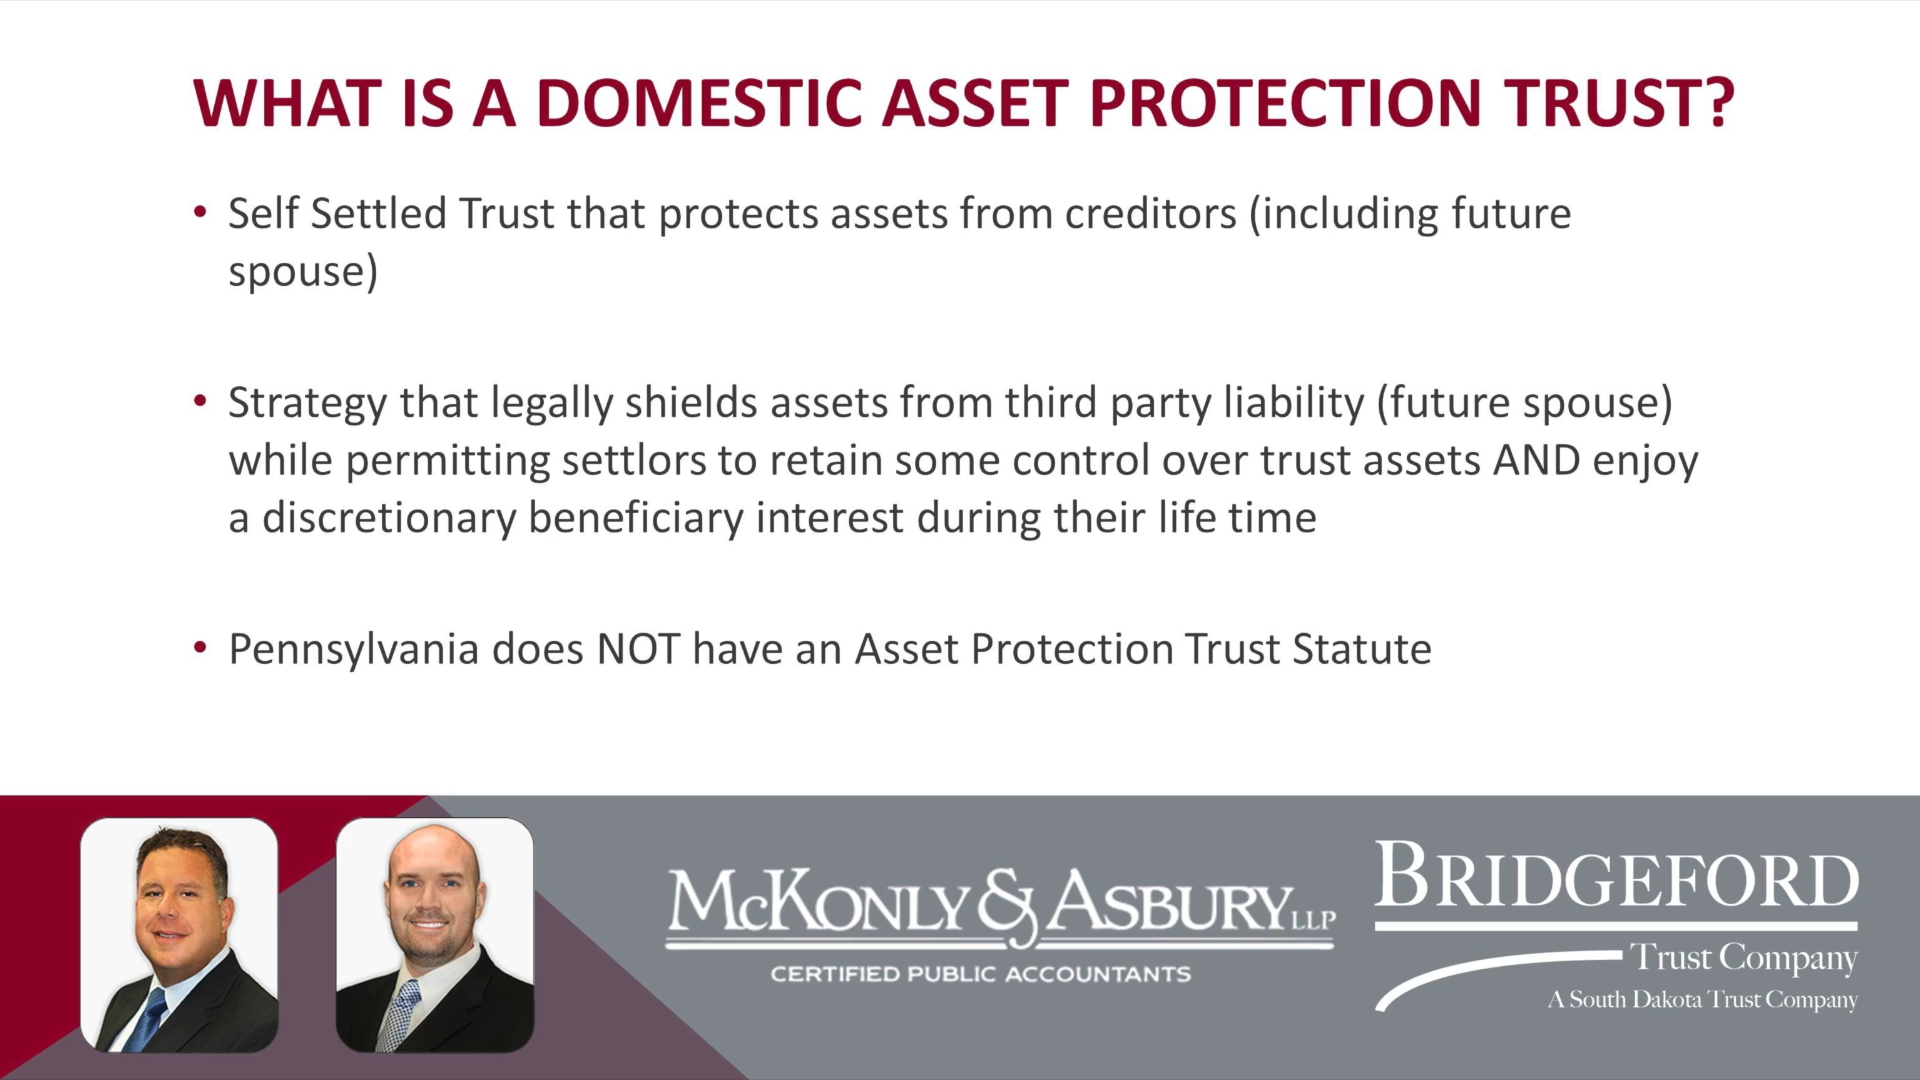 WHAT IS A DOMESTIC ASSET PROTECTION TRUST?
• Self Settled Trust that protects assets from creditors (including future
spouse)
• Strategy that legally shields assets from third party liability (future spouse)
while permitting settlors to retain some control over trust assets AND enjoy
a discretionary beneficiary interest during their life time
• Pennsylvania does NOT have an Asset Protection Trust Statute
McKonly & Asbury LLP
CERTIFIED PUBLIC ACCOUNTANTS
BRIDGEFORD
Trust Company
A South Dakota Trust Company